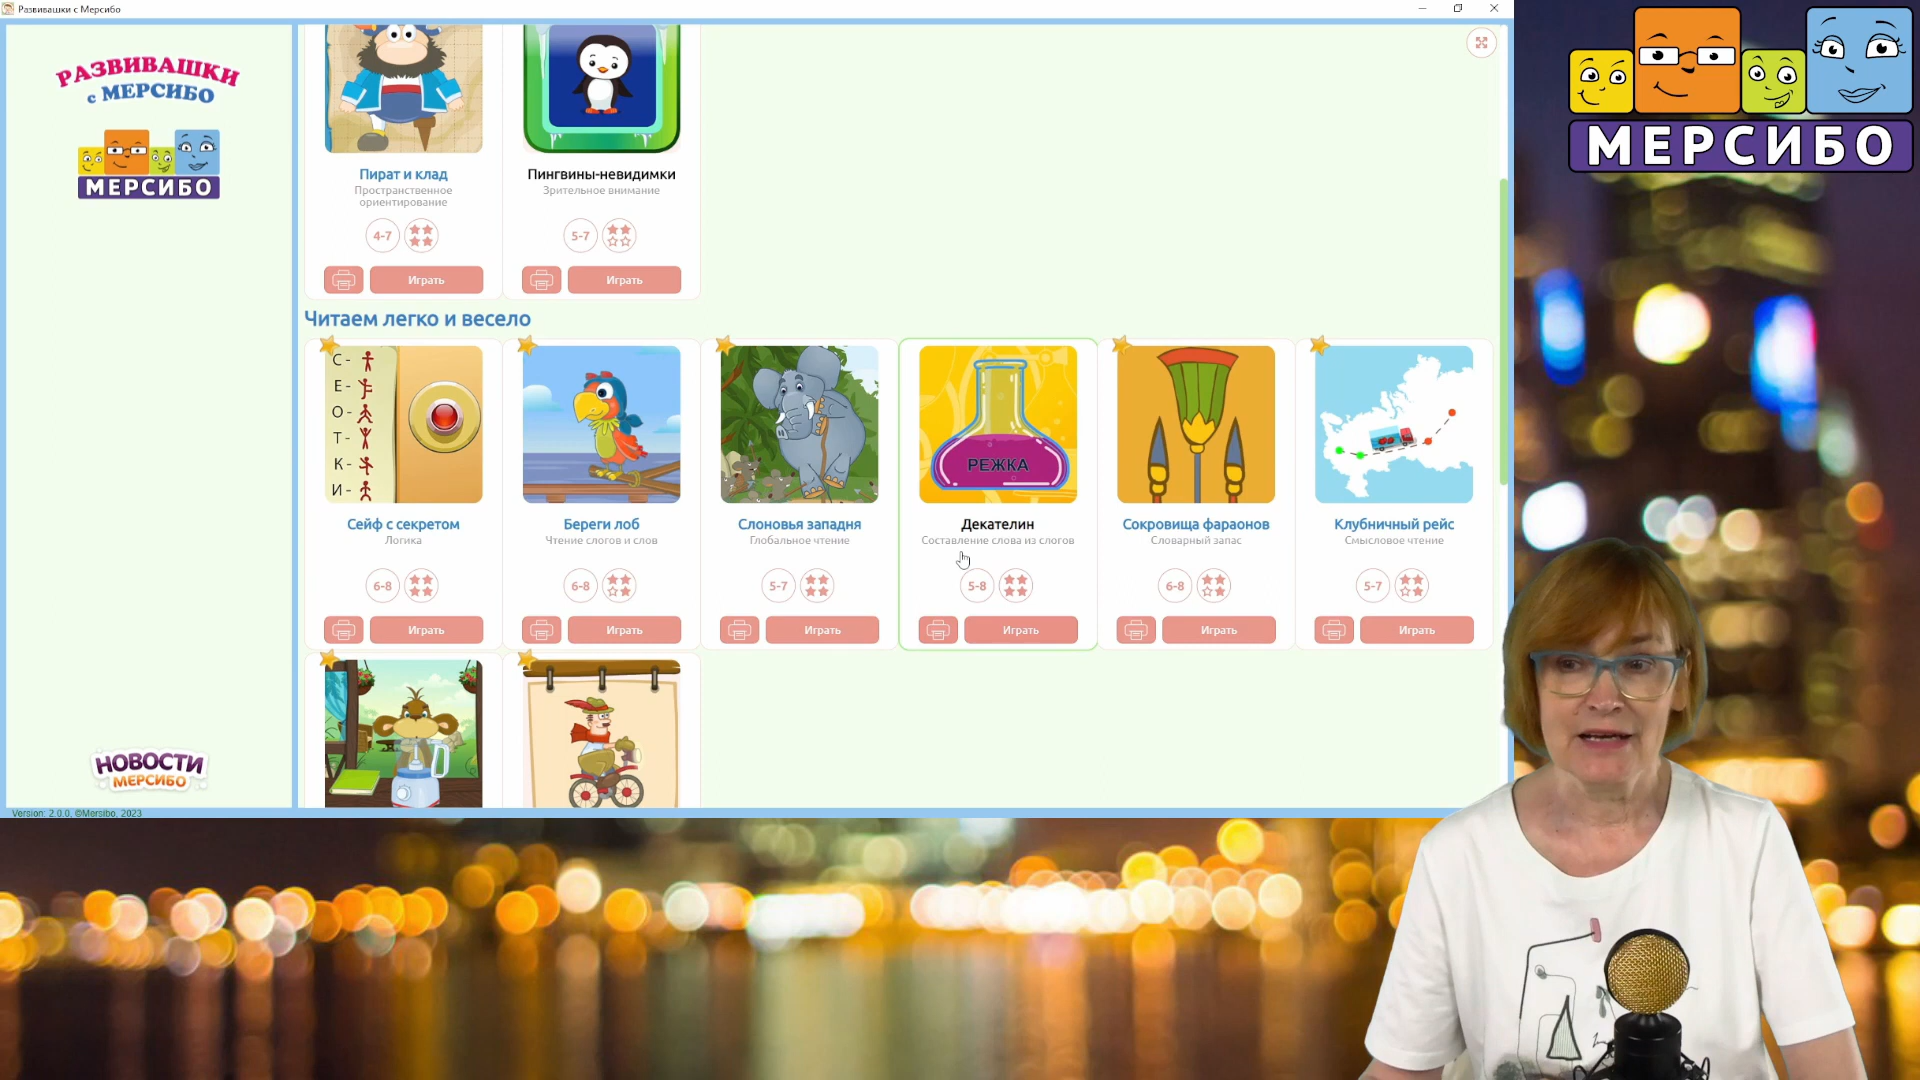 Развивашки с Мерсибо
РАЗВИВАШКИ
с МЕРСИБО
МЕРСИБО
НОВОСТИ
МЕРСИБО
Version: 2.0.0, ©Mersibo, 2023
Пират и клад
Пространственное
ориентирование
4-7
Играть
Пингвины-невидимки
Зрительное внимание
5-7
Играть
Читаем легко и весело
С -
Е -
О -
Т -
К -
И -
Сейф с секретом
Логика
6-8
Играть
Береги лоб
Чтение слогов и слов
6-8
Играть
Слоновья западня
Глобальное чтение
5-7
Играть
РЕЖКА
Декателин
Составление слова из слогов
5-8
Играть
Сокровища фараонов
Словарный запас
6-8
Играть
Клубничный рейс
Смысловое чтение
5-7
Играть
МЕРСИБО